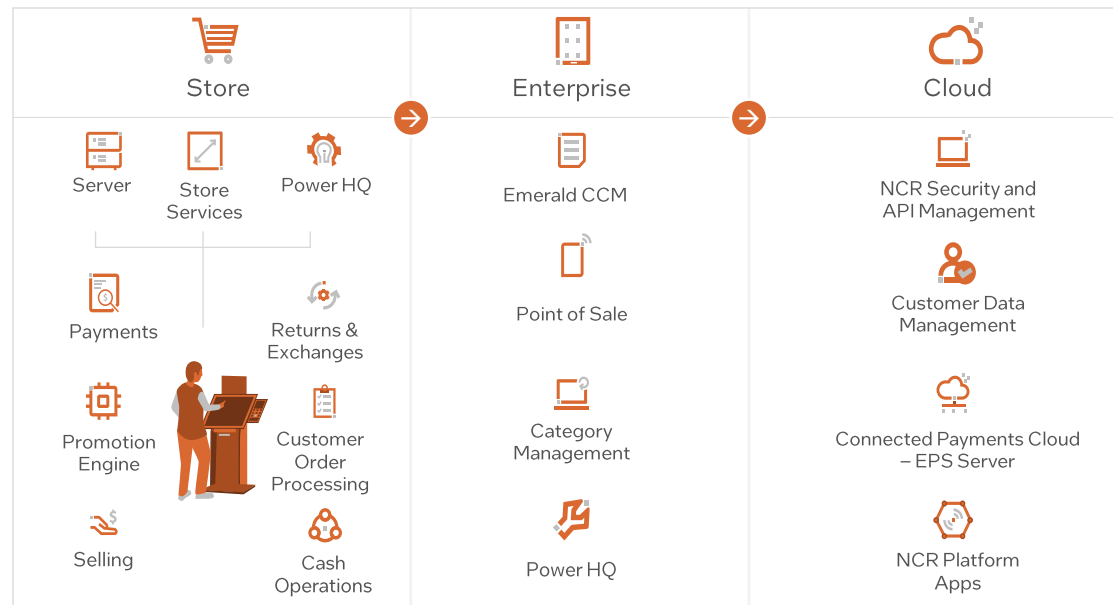 Store
Enterprise
Cloud
Server
Store
Services
Power HQ
Payments
Returns &
Exchanges
Promotion
Engine
Customer
Order
Processing
Selling
Cash
Operations
Emerald CCM
Point of Sale
Category
Management
Power HQ
NCR Security and
API Management
Customer Data
Management
Connected Payments Cloud
– EPS Server
NCR Platform
Apps